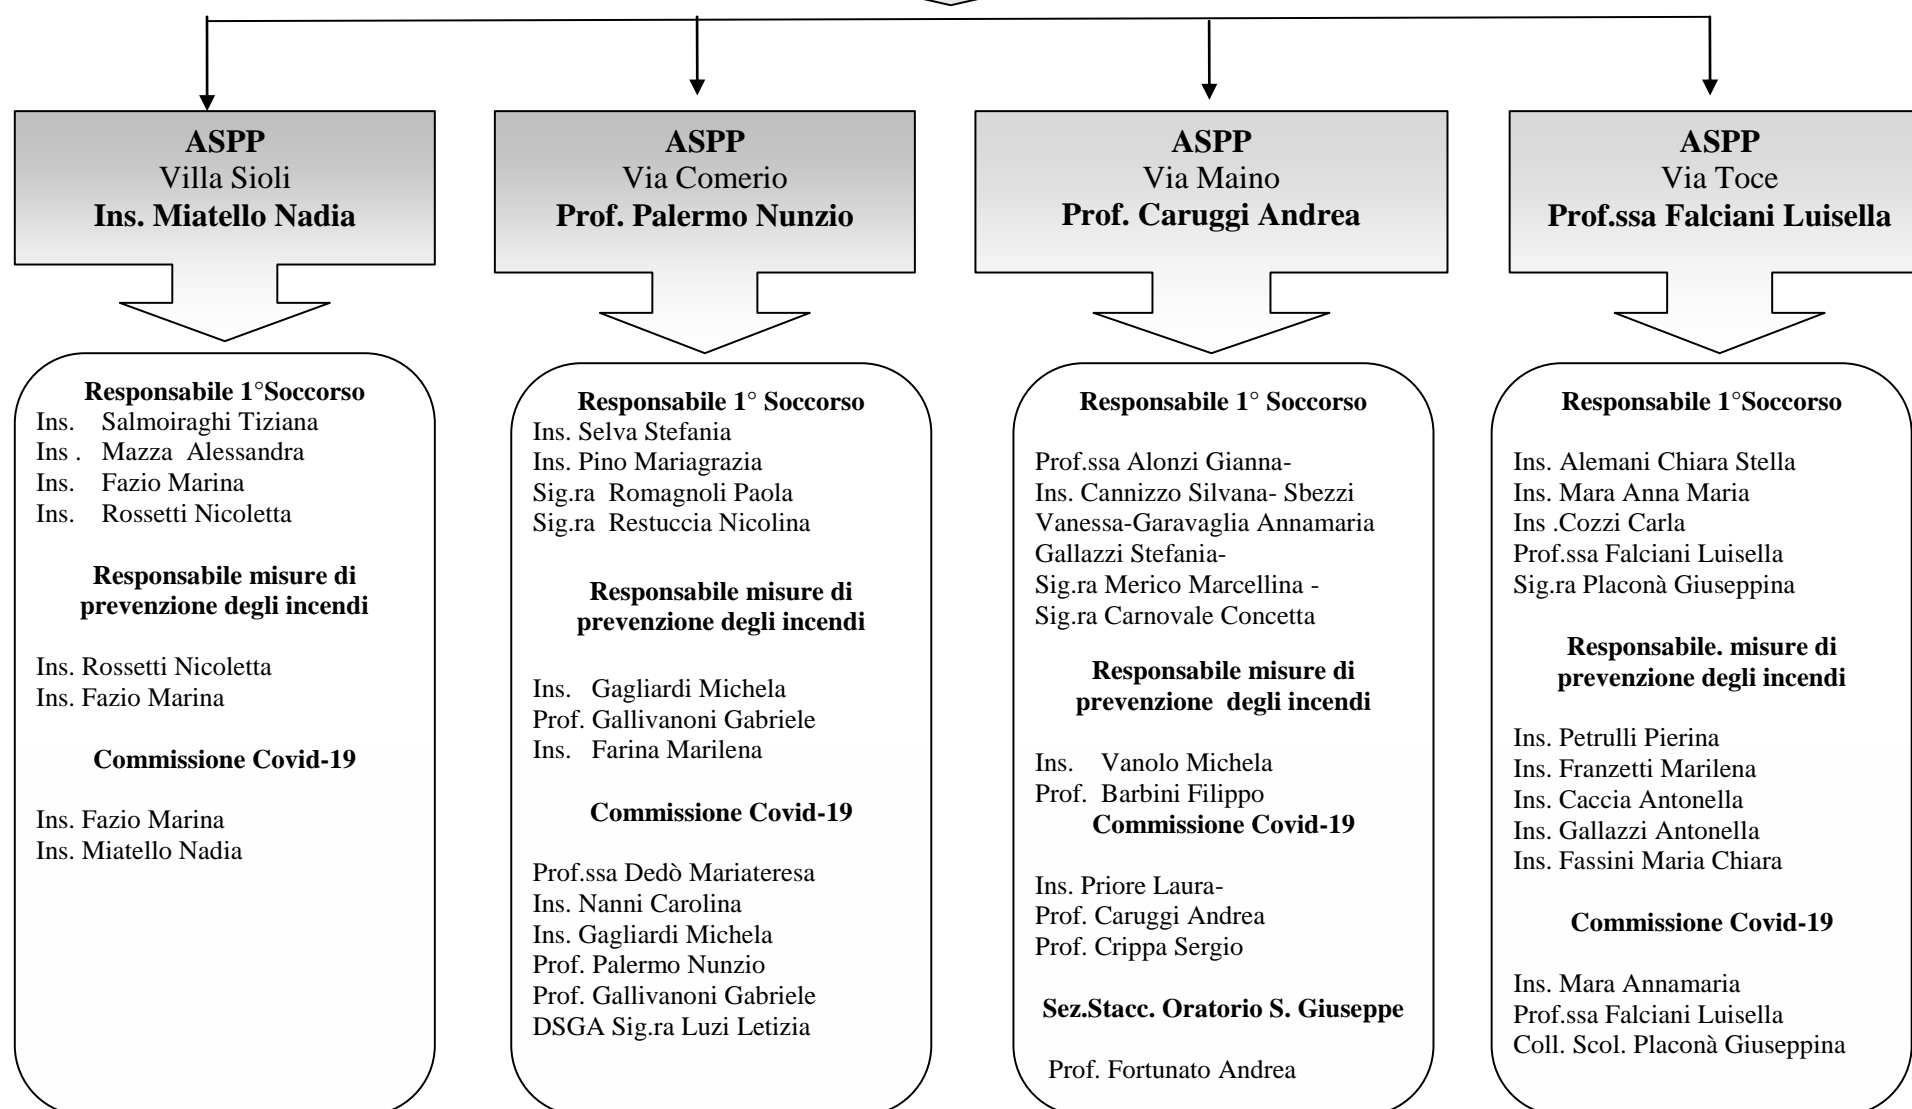 ASPP
Villa Sioli
Ins. Miatello Nadia
Responsabile 1°Soccorso
Ins. Salmoiraghi Tiziana
Ins . Mazza Alessandra
Ins. Fazio Marina
Ins. Rossetti Nicoletta
Responsabile misure di
prevenzione degli incendi
Ins. Rossetti Nicoletta
Ins. Fazio Marina
Commissione Covid-19
Ins. Fazio Marina
Ins. Miatello Nadia
ASPP
Via Comerio
Prof. Palermo Nunzio
Responsabile 1° Soccorso
Ins. Selva Stefania
Ins. Pino Mariagrazia
Sig.ra Romagnoli Paola
Sig.ra Restuccia Nicolina
Responsabile misure di
prevenzione degli incendi
Ins. Gagliardi Michela
Prof. Gallivanoni Gabriele
Ins. Farina Marilena
Commissione Covid-19
Prof.ssa Dedò Mariateresa
Ins. Nanni Carolina
Ins. Gagliardi Michela
Prof. Palermo Nunzio
Prof. Gallivanoni Gabriele
DSGA Sig.ra Luzi Letizia
ASPP
Via Maino
Prof. Caruggi Andrea
Responsabile 1° Soccorso
Prof.ssa Alonzi Gianna-
Ins. Cannizzo Silvana- Sbezzi
Vanessa-Garavaglia Annamaria
Gallazzi Stefania-
Sig.ra Merico Marcellina -
Sig.ra Carnovale Concetta
Responsabile misure di
prevenzione degli incendi
Ins. Vanolo Michela
Prof. Barbini Filippo
Commissione Covid-19
Ins. Priore Laura-
Prof. Caruggi Andrea
Prof. Crippa Sergio
Sez.Stacc. Oratorio S. Giuseppe
Prof. Fortunato Andrea
ASPP
Via Toce
Prof.ssa Falciani Luisella
Responsabile 1°Soccorso
Ins. Alemani Chiara Stella
Ins. Mara Anna Maria
Ins .Cozzi Carla
Prof.ssa Falciani Luisella
Sig.ra Placonà Giuseppina
Responsabile. misure di
prevenzione degli incendi
Ins. Petrulli Pierina
Ins. Franzetti Marilena
Ins. Caccia Antonella
Ins. Gallazzi Antonella
Ins. Fassini Maria Chiara
Commissione Covid-19
Ins. Mara Annamaria
Prof.ssa Falciani Luisella
Coll. Scol. Placonà Giuseppina